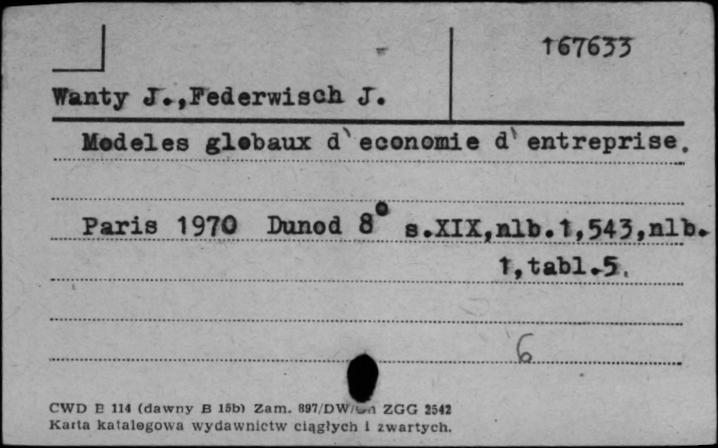 167633
Wanty J.,Federwisch J.
Modeles globaux d'economie d'entreprise.
Paris 1970 Dunod 8° s.XIX,nlb.1,543,nlb.
1,tabl.5.
6
CWD B 114 (dawny B 15b) Zam. 897/DW/ ZGG 2542
Karta katalogowa wydawnictw ciągłych i zwartych.